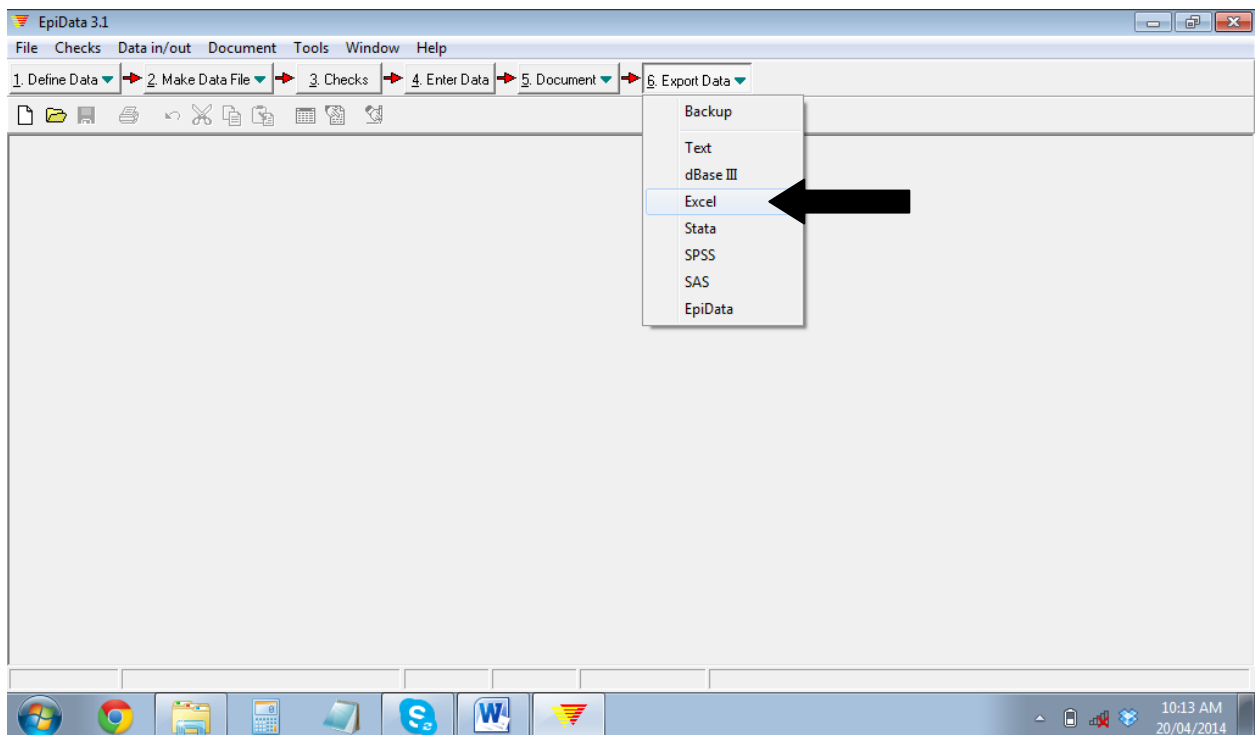 EpiData 3.1
File Checks Data in/out Document Tools Window Help
1. Define Data 2. Make Data File 3. Checks 4. Enter Data 5. Document 6. Export Data
Backup
Text
dBase III
Excel
Stata
SPSS
SAS
EpiData
10:13 AM
20/04/2014